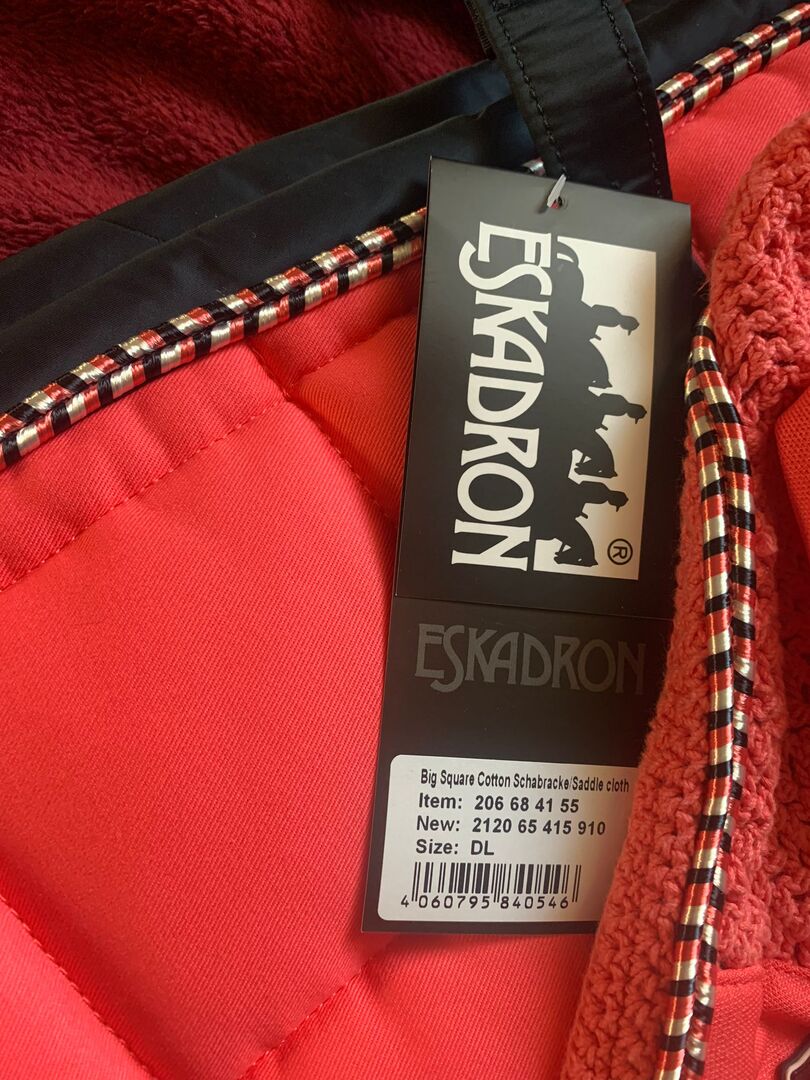 ESKADRON
®
ESKADRON
Big Square Cotton Schabracke/Saddle cloth
Item: 206 68 41 55
New: 2120 65 415 910
Size: DL
4 060795 840546